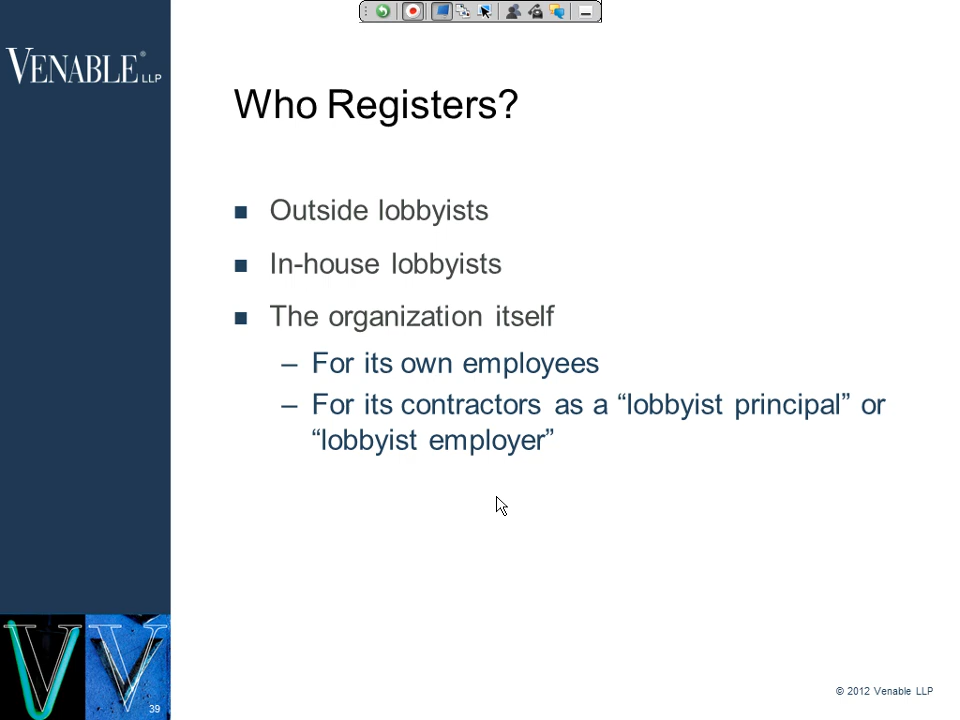 VENABLE® LLP
Who Registers?
■ Outside lobbyists
■ In-house lobbyists
■ The organization itself
– For its own employees
– For its contractors as a “lobbyist principal” or
“lobbyist employer”
39
© 2012 Venable LLP